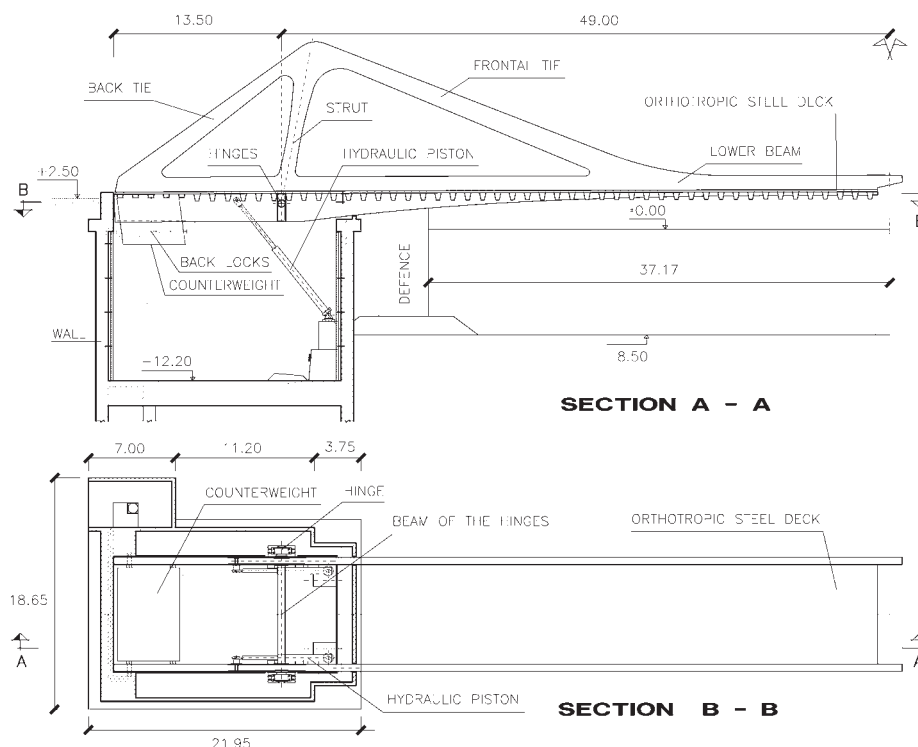 13.50
49.00
FRONTAL TIE
BACK TIE
STRUT
ORTHOTROPIC STEEL DECK
HINGES
HYDRAULIC PISTON
LOWER BEAM
+2.50
B
B
±0.00
BACK LOCKS
COUNTERWEIGHT
DEFENCE
37.17
WALL
-12.20
8.50
SECTION A - A
7.00
11.20
3.75
COUNTERWEIGHT
HINGE
BEAM OF THE HINGES
ORTHOTROPIC STEEL DECK
18.65
A
A
HYDRAULIC PISTON
SECTION B - B
21.95